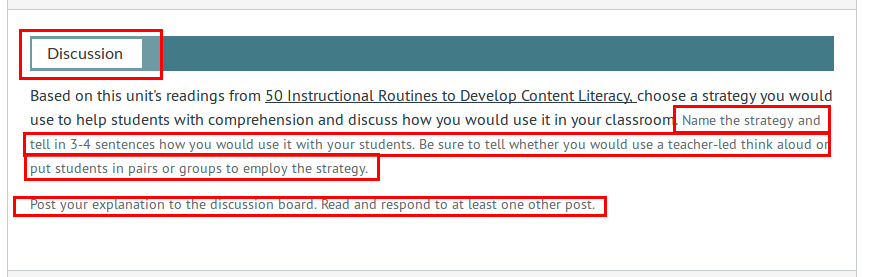 Discussion
Based on this unit's readings from 50 Instructional Routines to Develop Content Literacy, choose a strategy you would
use to help students with comprehension and discuss how you would use it in your classroom. Name the strategy and
tell in 3-4 sentences how you would use it with your students. Be sure to tell whether you would use a teacher-led think aloud or
put students in pairs or groups to employ the strategy.
Post your explanation to the discussion board. Read and respond to at least one other post.